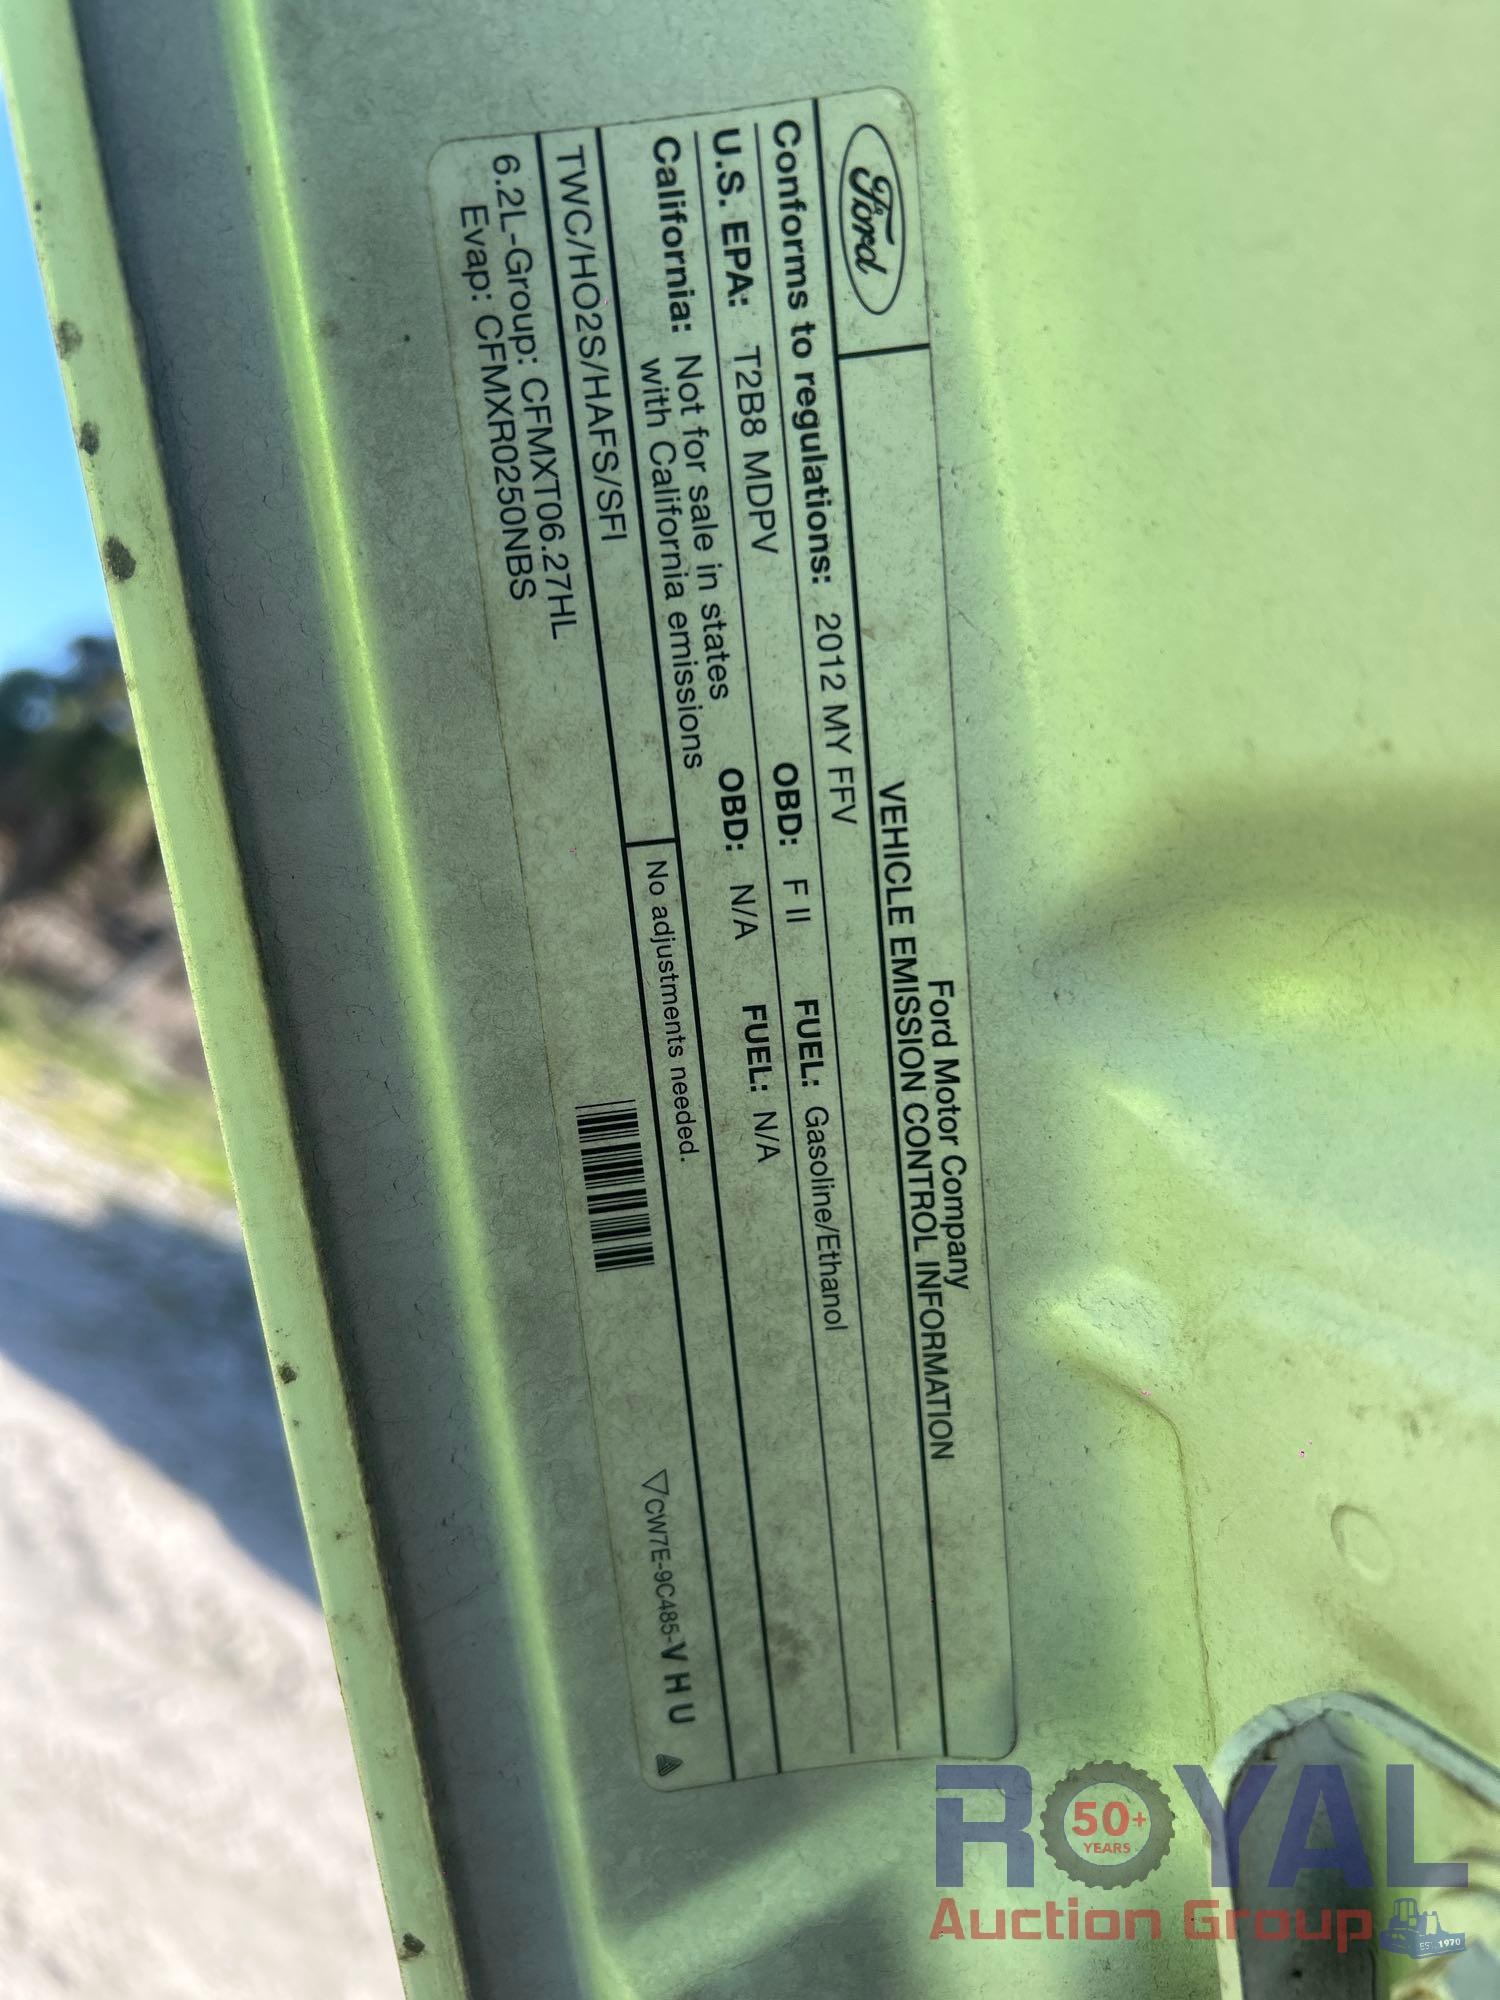 Ford
Ford Motor Company
VEHICLE EMISSION CONTROL INFORMATION
Conforms to regulations: 2012 MY FFV
U.S. EPA: T2B8 MDPV OBD: F II FUEL: Gasoline/Ethanol
California: Not for sale in states with California emissions OBD: N/A FUEL: N/A
TWC/HO2S/HAFS/SFI
No adjustments needed.
6.2L-Group: CFMXT06.27HL
Evap: CFMXR0250NBS
CW7E-9C485-VHU
ROYAL
50+
YEARS
Auction Group
EST. 1970